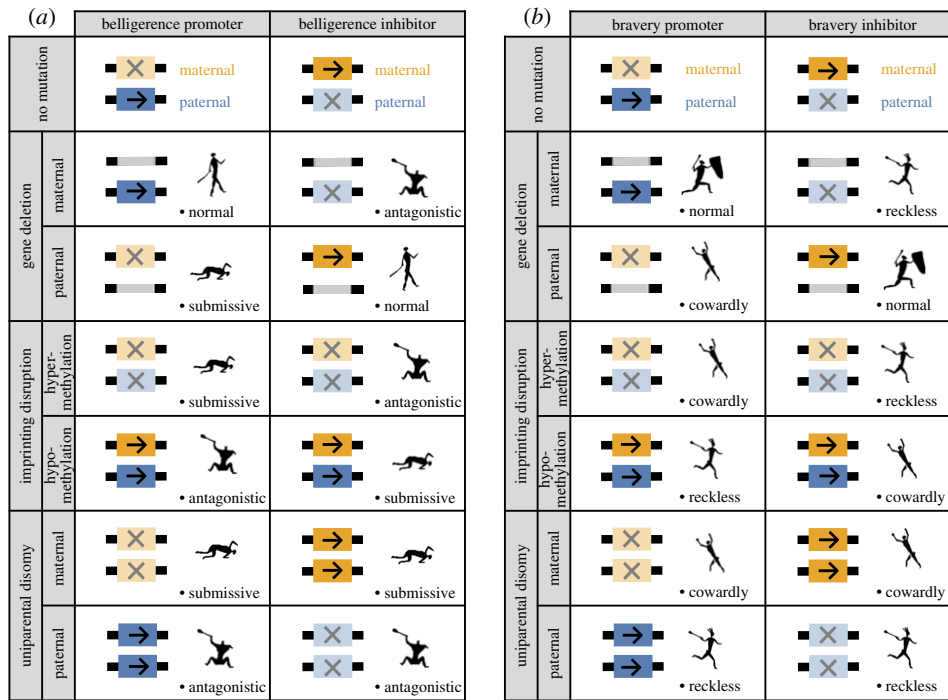 (a)
belligerence promoter belligerence inhibitor
no mutation
maternal maternal
paternal paternal
gene deletion
maternal
• normal • antagonistic
paternal
• submissive • normal
imprinting disruption
hyper-
methylation
• submissive • antagonistic
hypo-
methylation
• antagonistic • submissive
uniparental disomy
maternal
• submissive • submissive
paternal
• antagonistic • antagonistic
(b)
bravery promoter bravery inhibitor
no mutation
maternal maternal
paternal paternal
gene deletion
maternal
• normal • reckless
paternal
• cowardly • normal
imprinting disruption
hyper-
methylation
• cowardly • reckless
hypo-
methylation
• reckless • cowardly
uniparental disomy
maternal
• cowardly • cowardly
paternal
• reckless • reckless